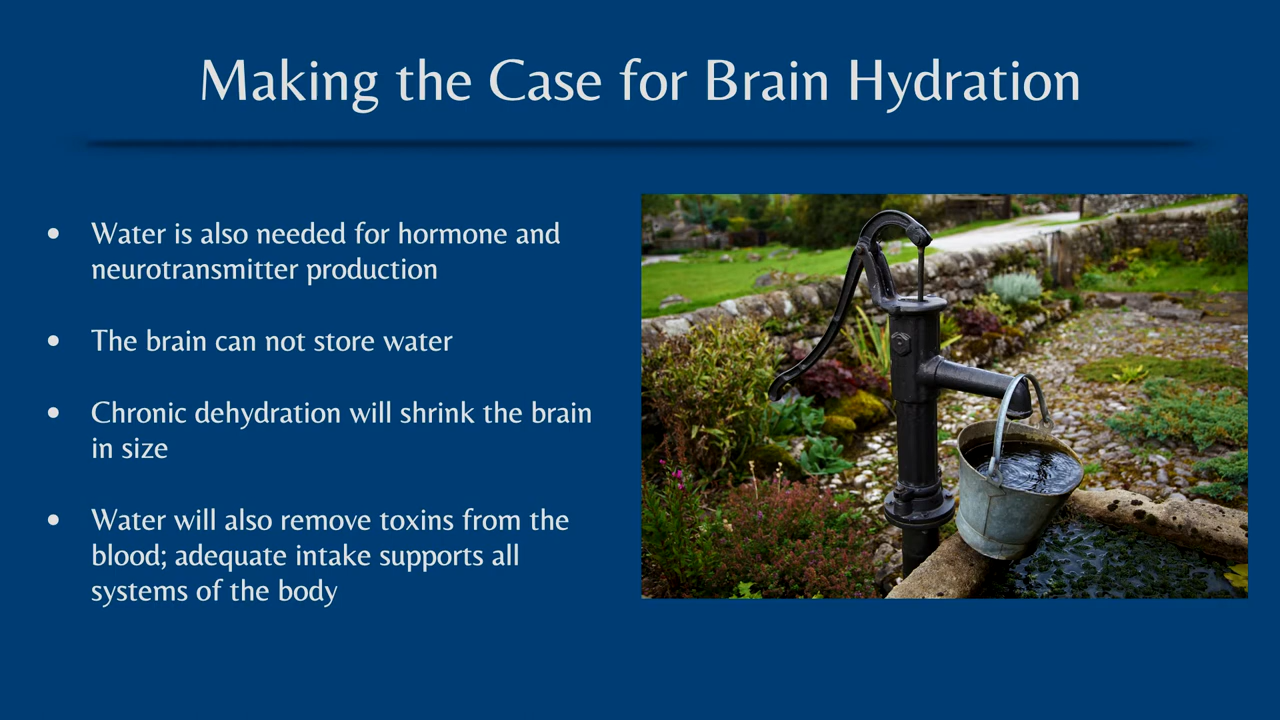 Making the Case for Brain Hydration
• Water is also needed for hormone and
neurotransmitter production
• The brain can not store water
• Chronic dehydration will shrink the brain
in size
• Water will also remove toxins from the
blood; adequate intake supports all
systems of the body